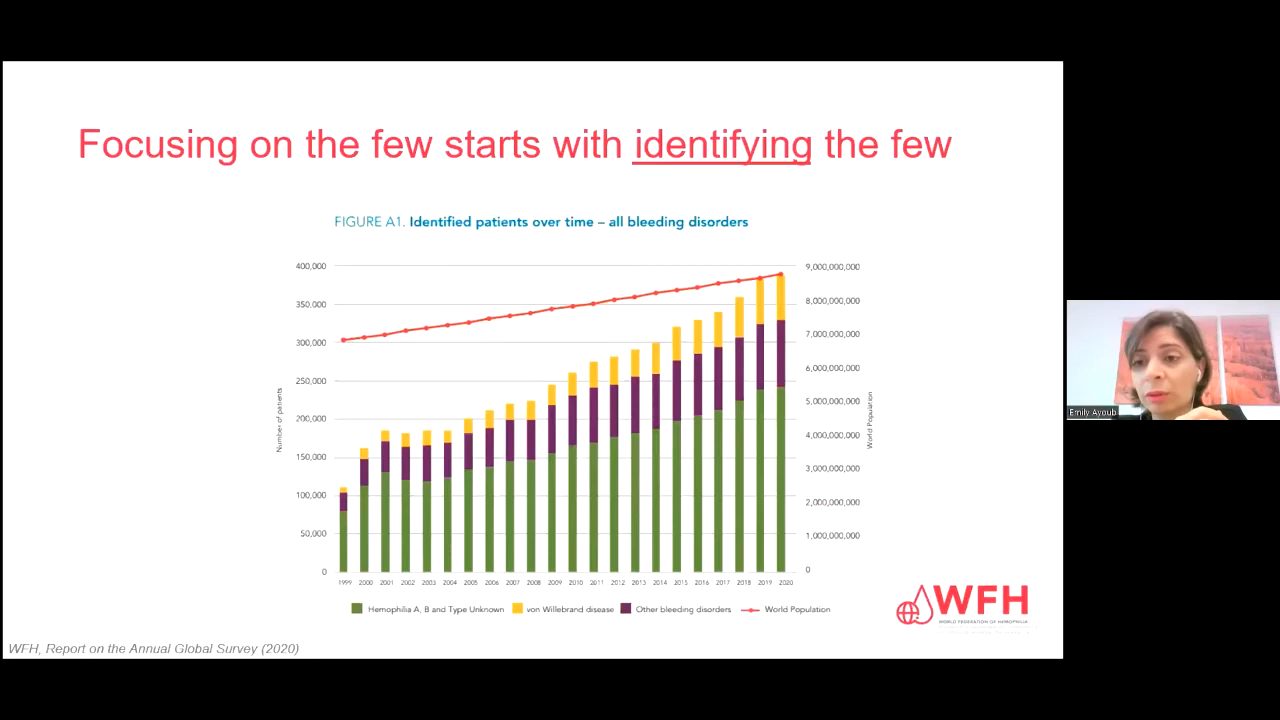 Focusing on the few starts with identifying the few
FIGURE A1. Identified patients over time – all bleeding disorders
400,000
350,000
300,000
250,000
200,000
150,000
100,000
50,000
0
Number of patients
9,000,000,000
8,000,000,000
7,000,000,000
6,000,000,000
5,000,000,000
4,000,000,000
3,000,000,000
2,000,000,000
1,000,000,000
0
World Population
1999 2000 2001 2002 2003 2004 2005 2006 2007 2008 2009 2010 2011 2012 2013 2014 2015 2016 2017 2018 2019 2020
Hemophilia A, B and Type Unknown von Willebrand disease Other bleeding disorders World Population
WFH
WORLD FEDERATION OF HEMOPHILIA
WFH, Report on the Annual Global Survey (2020)
Emily Ayoub